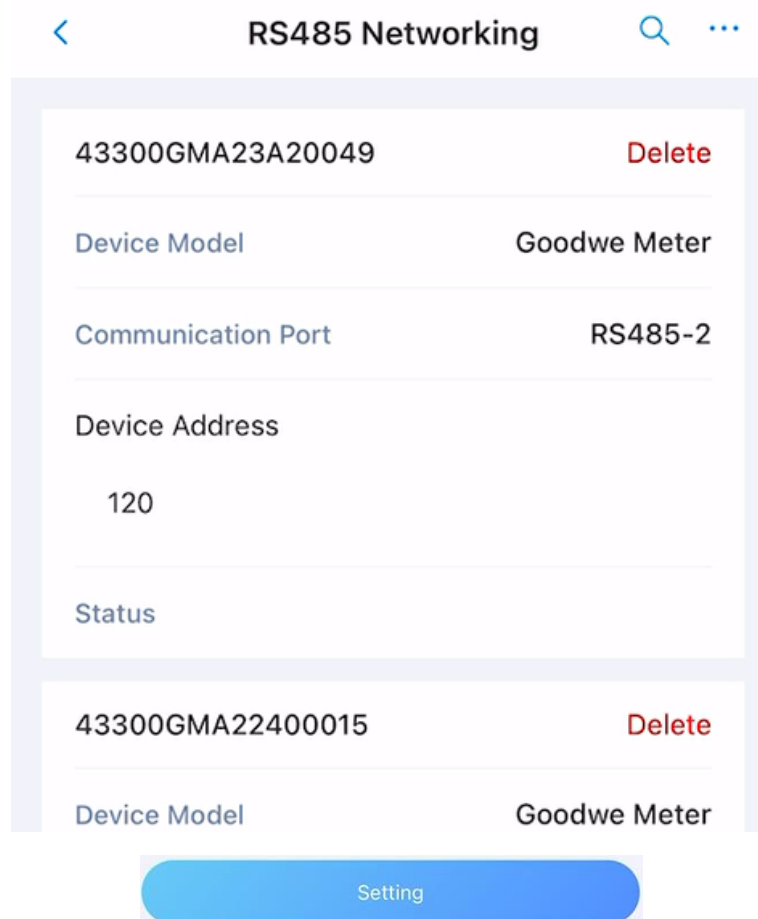 RS485 Networking
43300GMA23A20049 Delete
Device Model Goodwe Meter
Communication Port RS485-2
Device Address
120
Status
43300GMA22400015 Delete
Device Model Goodwe Meter
Setting